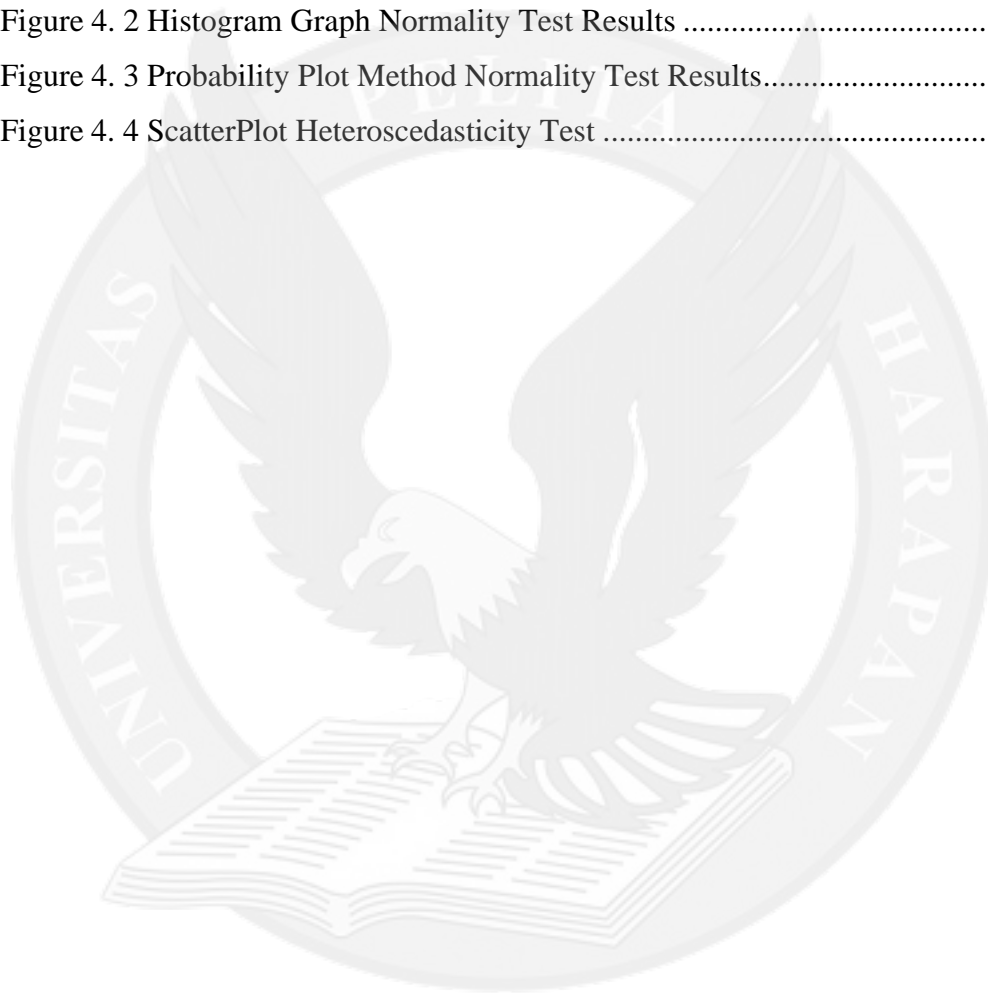 Figure 4. 2 Histogram Graph Normality Test Results ................................
Figure 4. 3 Probability Plot Method Normality Test Results........................
Figure 4. 4 ScatterPlot Heteroscedasticity Test .........................................
UNIVERSITAS PELITA HARAPAN